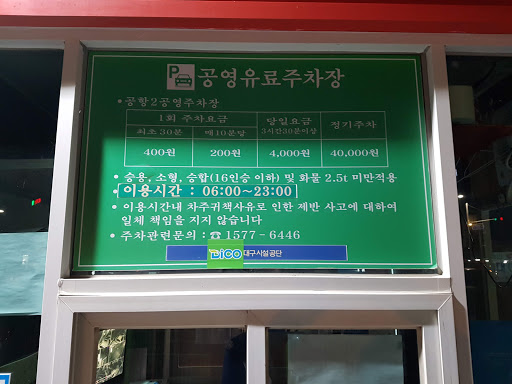 P 공영유료주차장
• 공항2공영주차장
1회 주차요금 당일요금 정기주차
최초30분 매10분당 3시간30분이상
400원 200원 4,000원 40,000원
• 승용, 소형, 승합(16인승 이하) 및 화물 2.5t 미만적용
• 이용시간 : 06:00~23:00
• 이용시간내 차주귀책사유로 인한 제반 사고에 대하여
일체 책임을 지지 않습니다
• 주차관련문의 : ☎ 1577-6446
DICO 대구시설공단